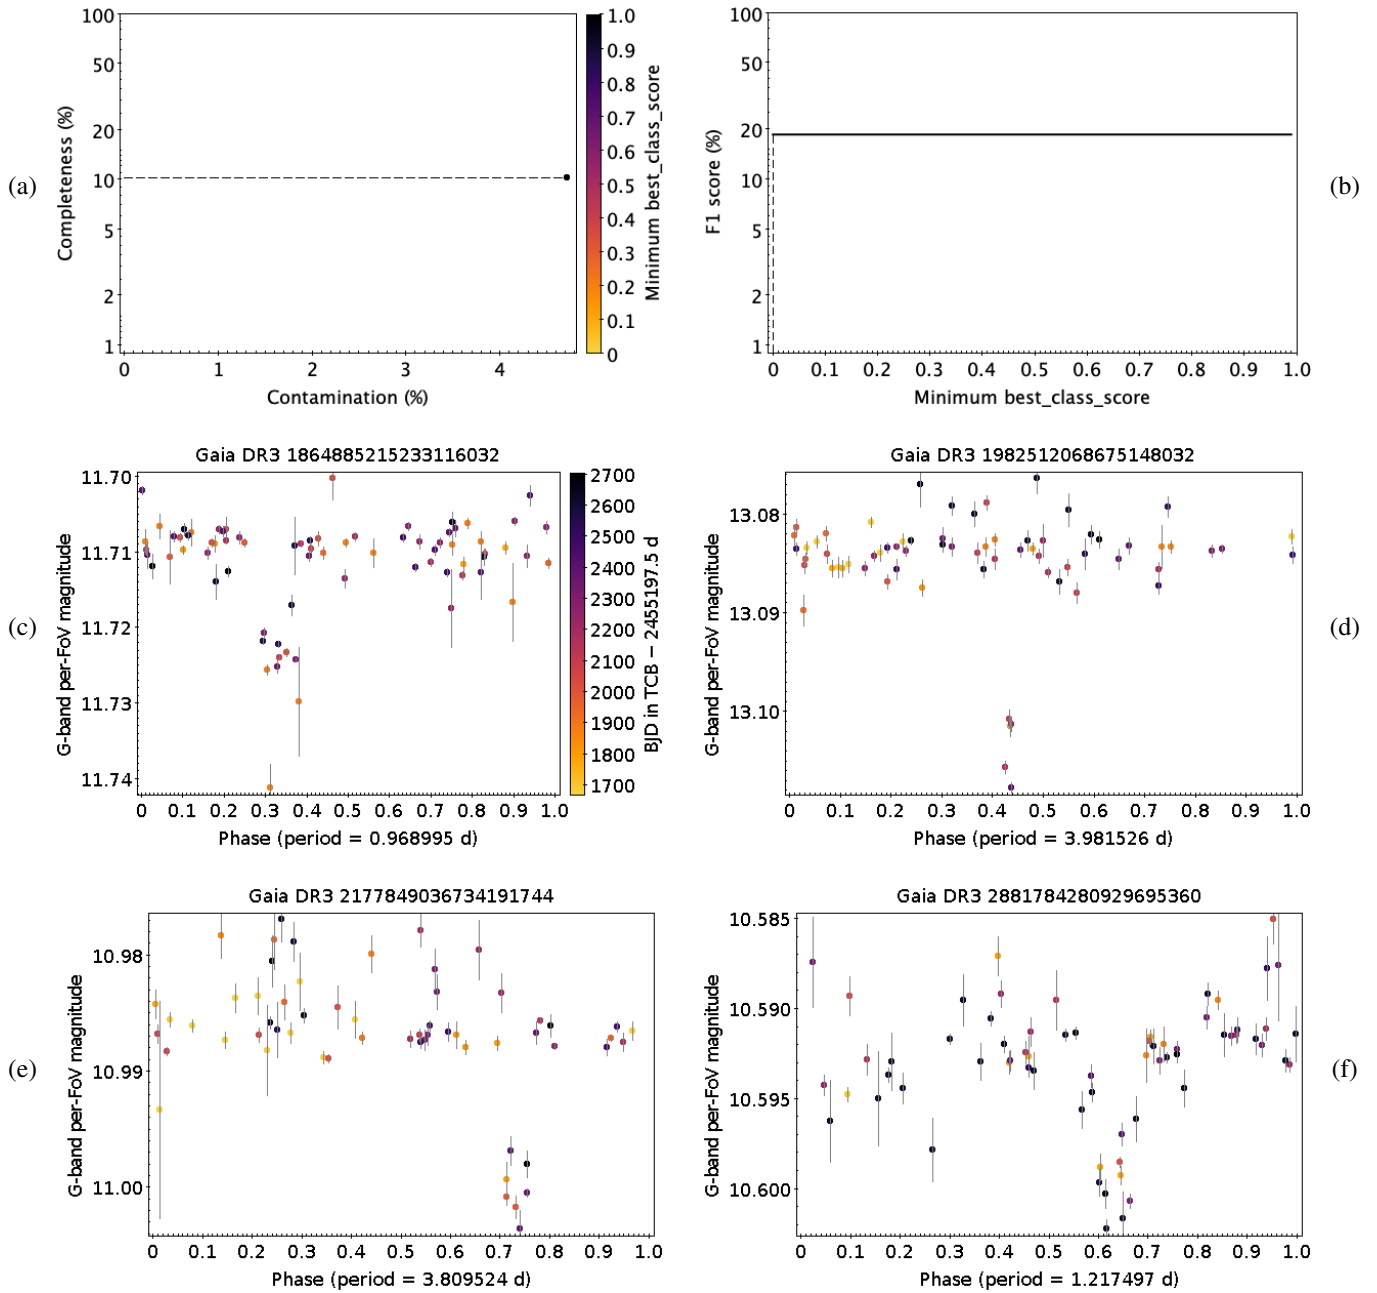 (a)
Completeness (%)
100
50
20
10
5
2
1
0 1 2 3 4
Contamination (%)
1.0
0.9
0.8
0.7
0.6
0.5
0.4
0.3
0.2
0.1
0
Minimum best_class_score
(b)
F1 score (%)
100
50
20
10
5
2
1
0 0.1 0.2 0.3 0.4 0.5 0.6 0.7 0.8 0.9 1.0
Minimum best_class_score
(c)
Gaia DR3 1864885215233116032
G-band per-FoV magnitude
11.70
11.71
11.72
11.73
11.74
0 0.1 0.2 0.3 0.4 0.5 0.6 0.7 0.8 0.9 1.0
Phase (period = 0.968995 d)
2700
2600
2500
2400
2300
2200
2100
2000
1900
1800
1700
BJD in TCB − 2455197.5 d
(d)
Gaia DR3 1982512068675148032
G-band per-FoV magnitude
13.08
13.09
13.10
0 0.1 0.2 0.3 0.4 0.5 0.6 0.7 0.8 0.9 1.0
Phase (period = 3.981526 d)
(e)
Gaia DR3 2177849036734191744
G-band per-FoV magnitude
10.98
10.99
11.00
0 0.1 0.2 0.3 0.4 0.5 0.6 0.7 0.8 0.9 1.0
Phase (period = 3.809524 d)
(f)
Gaia DR3 2881784280929695360
G-band per-FoV magnitude
10.585
10.590
10.595
10.600
0 0.1 0.2 0.3 0.4 0.5 0.6 0.7 0.8 0.9 1.0
Phase (period = 1.217497 d)